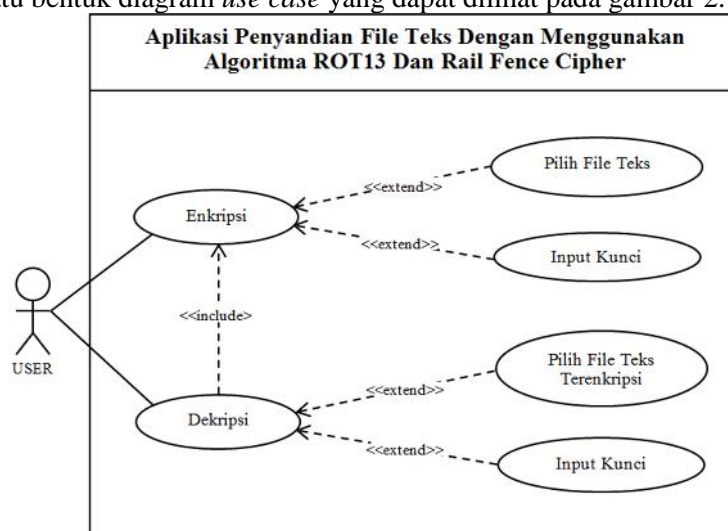 tu bentuk diagram use case yang dapat dilihat pada gambar 2.
Aplikasi Penyandian File Teks Dengan Menggunakan
Algoritma ROT13 Dan Rail Fence Cipher
Pilih File Teks
<<extend>>
Enkripsi
<<extend>>
Input Kunci
<<include>
USER
Pilih File Teks
Terenkripsi
<<extend>>
Dekripsi
<<extend>>
Input Kunci